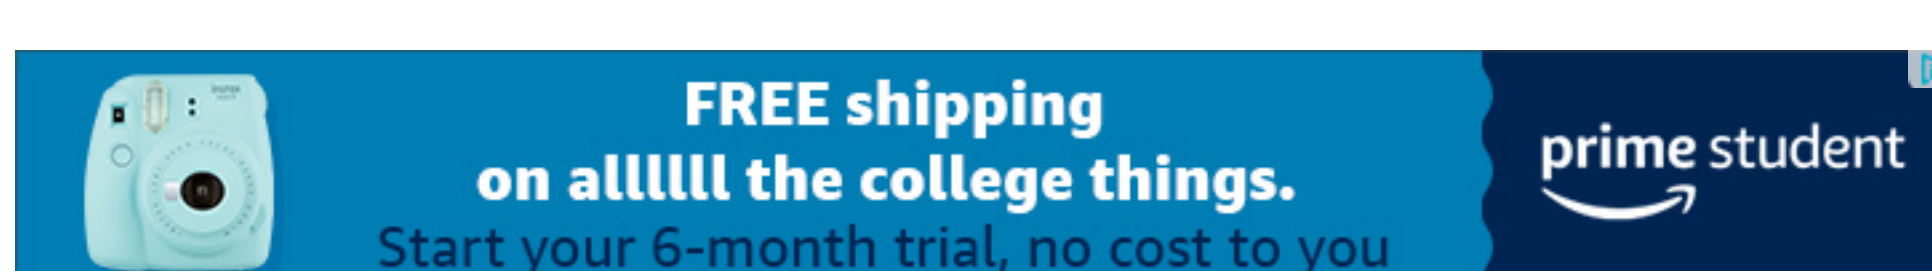 FREE shipping
on allllll the college things.
Start your 6-month trial, no cost to you
prime student